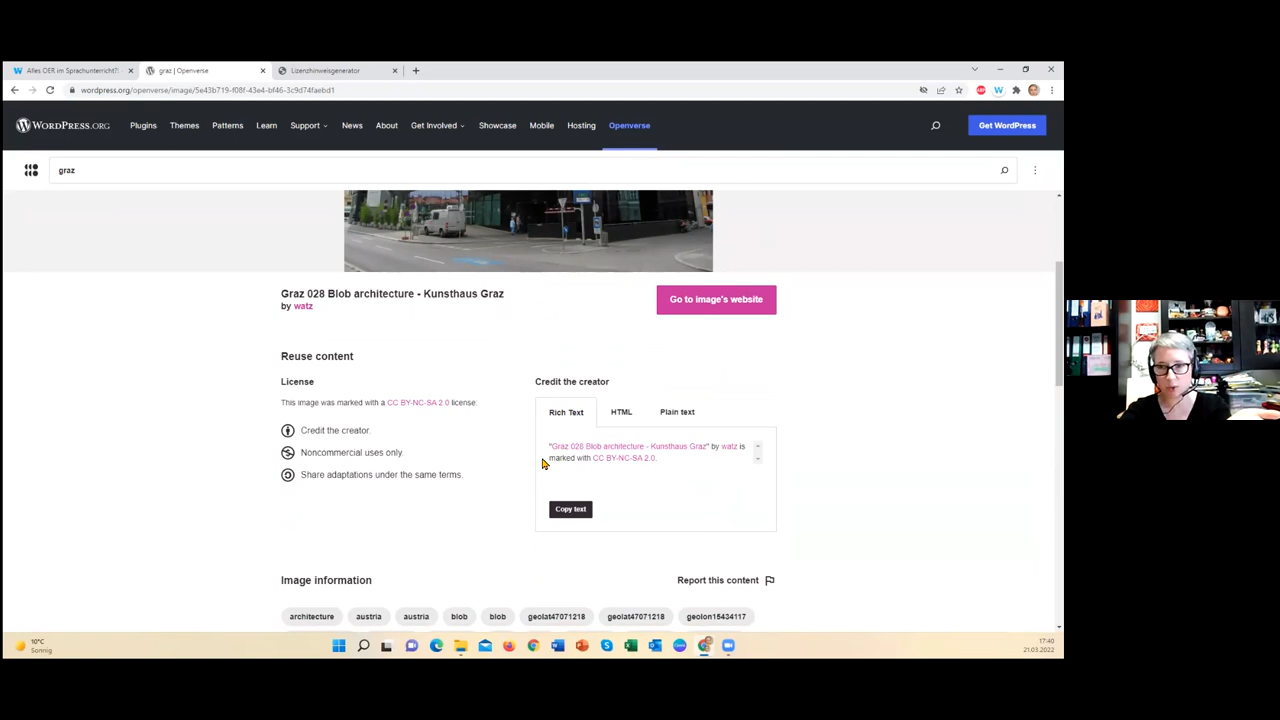 Alles OER im Sprachunterricht?!
graz | Openverse
Lizenzhinweisgenerator
wordpress.org/openverse/image/5e43b719-f08f-43e4-bf46-3c9d74faebd1
WORDPRESS.ORG
Plugins
Themes
Patterns
Learn
Support
News
About
Get Involved
Showcase
Mobile
Hosting
Openverse
Get WordPress
graz
Graz 028 Blob architecture - Kunsthaus Graz
by watz
Go to image's website
Reuse content
License
Credit the creator
This image was marked with a CC BY-NC-SA 2.0 license:
Rich Text
HTML
Plain text
Credit the creator.
Noncommercial uses only.
Share adaptations under the same terms.
"Graz 028 Blob architecture - Kunsthaus Graz" by watz is
marked with CC BY-NC-SA 2.0.
Copy text
Image information
Report this content
architecture
austria
austria
blob
blob
geolat47071218
geolat47071218
geolon15434117
10°C
Sonnig
17:40
21.03.2022